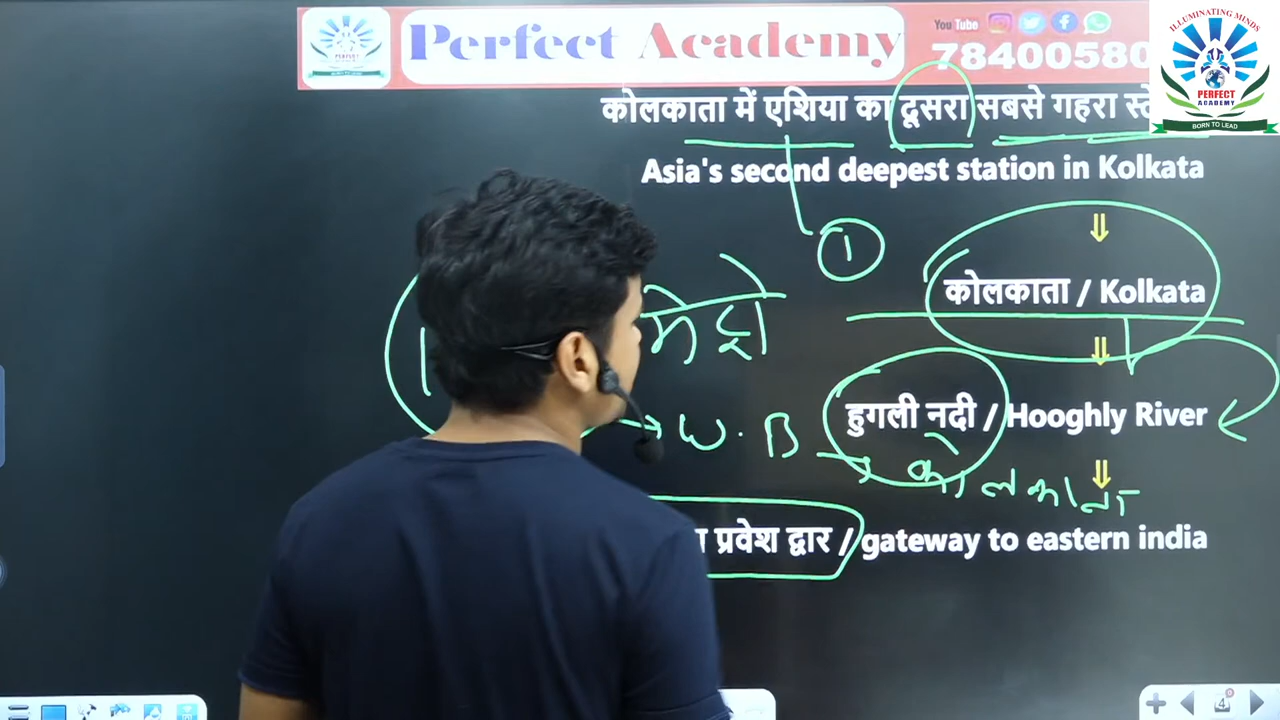 Perfect Academy
You Tube
78400580
ILLUMINATING MINDS
PERFECT
ACADEMY
BORN TO LEAD
कोलकाता में एशिया का दूसरा सबसे गहरा
Asia's second deepest station in Kolkata
1
कोलकाता / Kolkata
मेट्रो
हुगली नदी / Hooghly River
W.B
कोलकाता
प्रवेश द्वार / gateway to eastern india
4